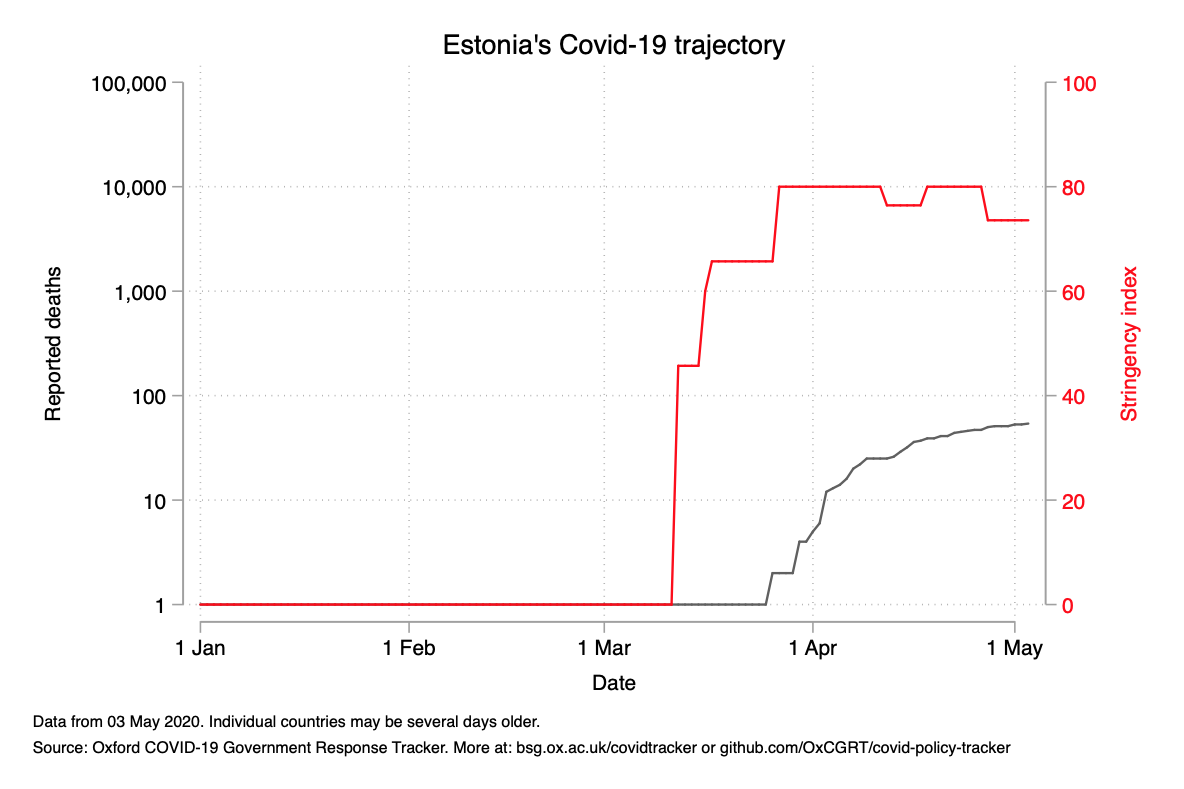 Estonia's Covid-19 trajectory
100,000
10,000
1,000
100
10
1
Reported deaths
100
80
60
40
20
0
Stringency index
1 Jan 1 Feb 1 Mar 1 Apr 1 May
Date
Data from 03 May 2020. Individual countries may be several days older.
Source: Oxford COVID-19 Government Response Tracker. More at: bsg.ox.ac.uk/covidtracker or github.com/OxCGRT/covid-policy-tracker